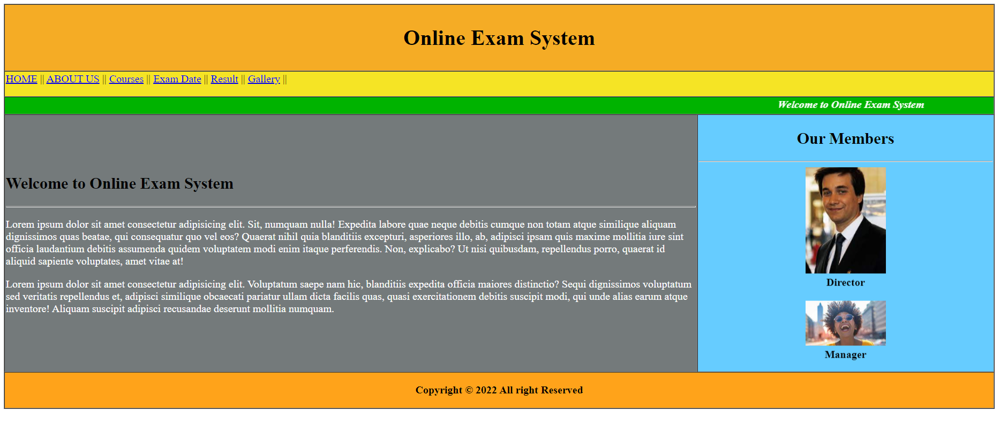 Online Exam System
HOME || ABOUT US || Courses || Exam Date || Result || Gallery ||
Welcome to Online Exam System
Welcome to Online Exam System
Lorem ipsum dolor sit amet consectetur adipisicing elit. Sit, numquam nulla! Expedita labore quae neque debitis cumque non totam atque similique aliquam
dignissimos quas beatae, qui consequatur quo vel eos? Quaerat nihil quia blanditiis excepturi, asperiores illo, ab, adipisci ipsam quis maxime mollitia iure sint
officia laudantium debitis assumenda quidem voluptatem modi enim itaque perferendis. Non, explicabo? Ut nisi quibusdam, repellendus porro, quaerat id
aliquid sapiente voluptates, amet vitae at!
Lorem ipsum dolor sit amet consectetur adipisicing elit. Voluptatum saepe nam hic, blanditiis expedita officia maiores distinctio? Sequi dignissimos voluptatum
sed veritatis repellendus et, adipisci similique obcaecati pariatur ullam dicta facilis quas, quasi exercitationem debitis suscipit modi, qui unde alias earum atque
inventore! Aliquam suscipit adipisci recusandae deserunt mollitia numquam.
Our Members
Director
Manager
Copyright © 2022 All right Reserved